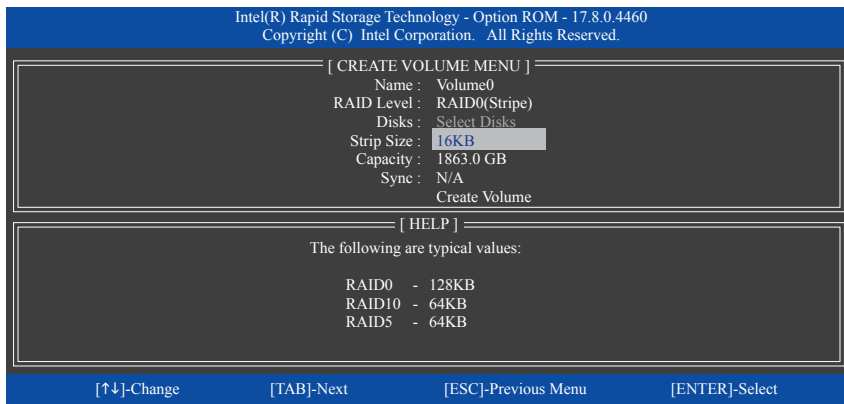 Intel(R) Rapid Storage Technology - Option ROM - 17.8.0.4460
Copyright (C) Intel Corporation. All Rights Reserved.
[ CREATE VOLUME MENU ]
Name : Volume0
RAID Level : RAID0(Stripe)
Disks : Select Disks
Strip Size : 16KB
Capacity : 1863.0 GB
Sync : N/A
Create Volume
[ HELP ]
The following are typical values:
RAID0 - 128KB
RAID10 - 64KB
RAID5 - 64KB
[↑↓]-Change [TAB]-Next [ESC]-Previous Menu [ENTER]-Select